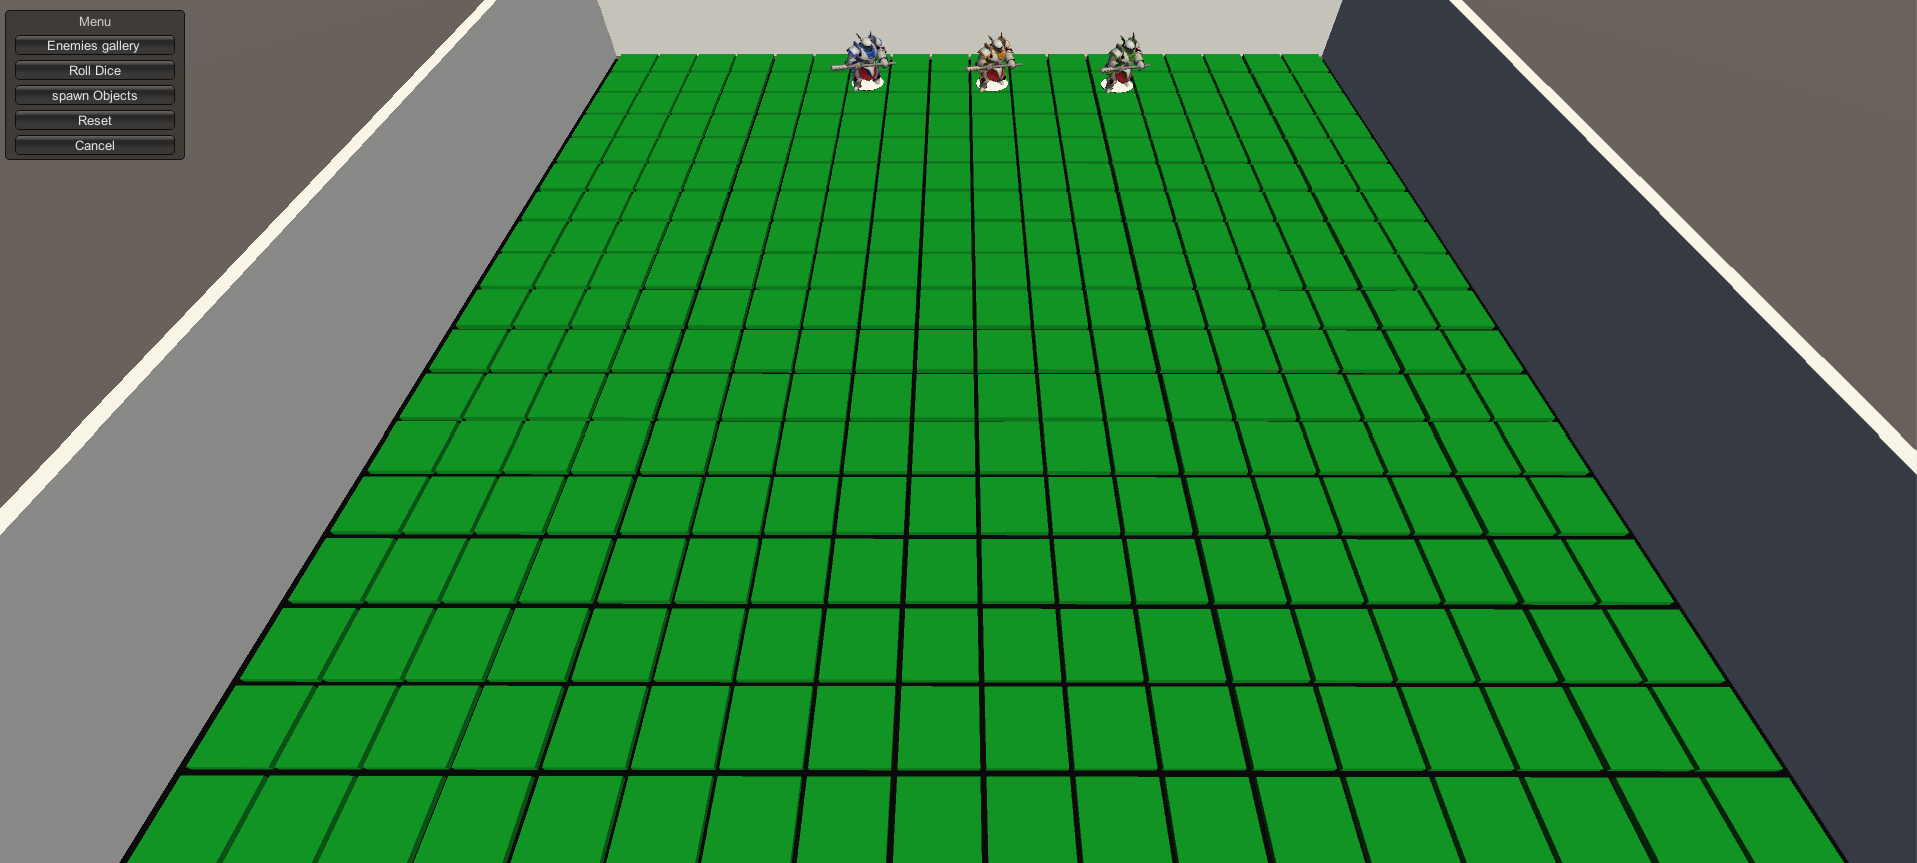 Menu
Enemies gallery
Roll Dice
spawn Objects
Reset
Cancel